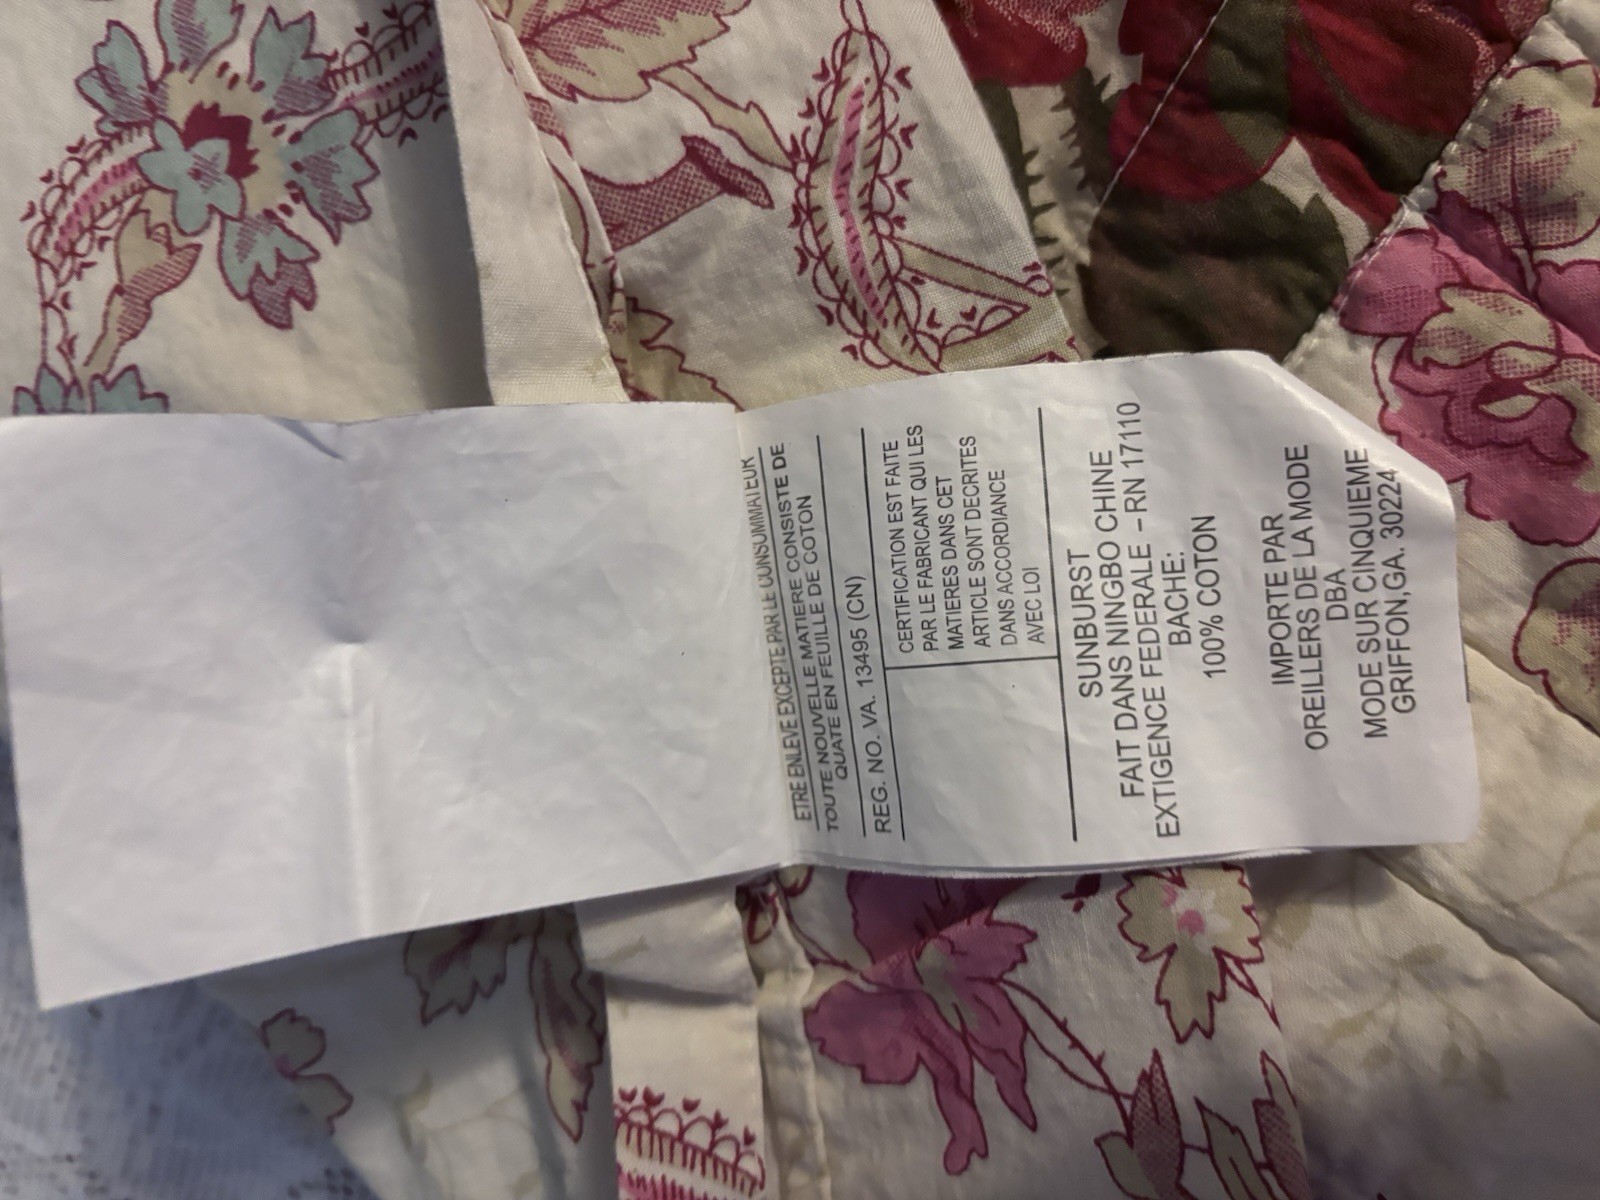 ETRE ENLEVE EXCEPTE PAR LE CONSUMMATEUR
TOUTE NOUVELLE MATIERE CONSISTE DE
QUATE EN FEUILLE DE COTON
REG. NO. VA. 13495 (CN)
CERTIFICATION EST FAITE
PAR LE FABRICANT QUI LES
MATIERES DANS CET
ARTICLE SONT DECRITES
DANS ACCORDIANCE
AVEC LOI
SUNBURST
FAIT DANS NINGBO CHINE
EXTIGENCE FEDERALE - RN 17110
BACHE:
100% COTON
IMPORTE PAR
OREILLERS DE LA MODE
DBA
MODE SUR CINQUIEME
GRIFFON,GA. 30224